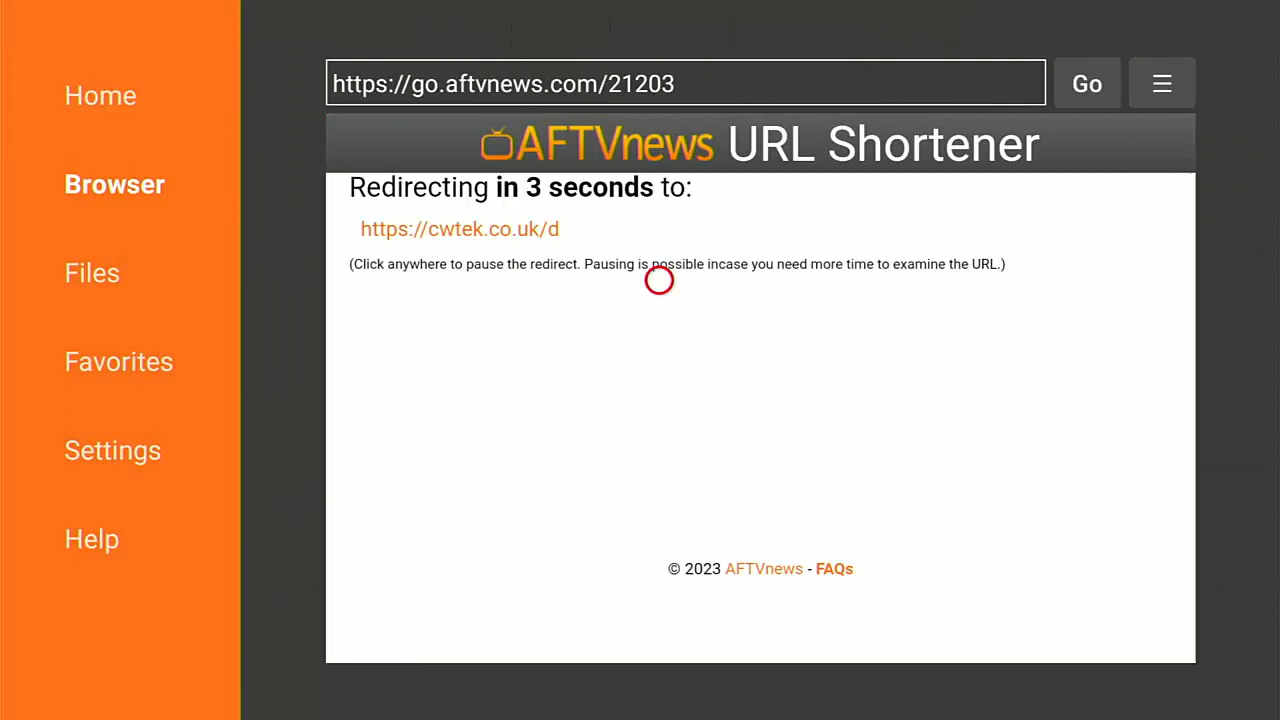 Home
Browser
Files
Favorites
Settings
Help
https://go.aftvnews.com/21203
Go
AFTVnews URL Shortener
Redirecting in 3 seconds to:
https://cwtek.co.uk/d
(Click anywhere to pause the redirect. Pausing is possible incase you need more time to examine the URL.)
© 2023 AFTVnews - FAQs